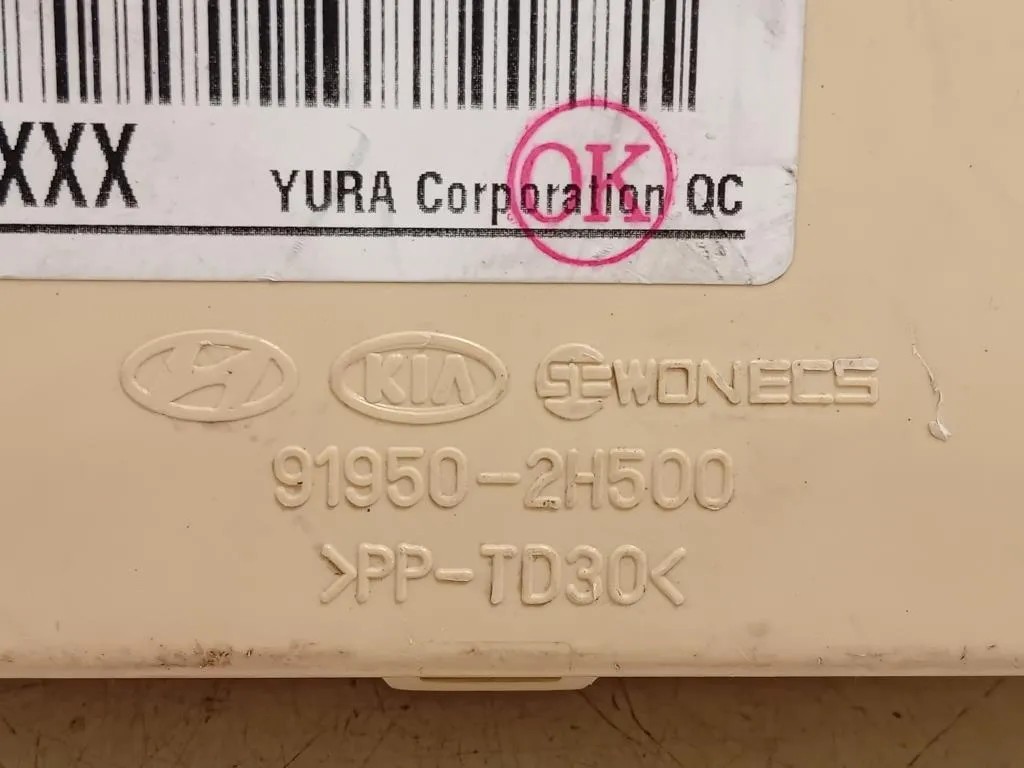 XXX
YURA Corporation QC
OK
KIA SEWONECS
91950-2H500
>PP-TD30<